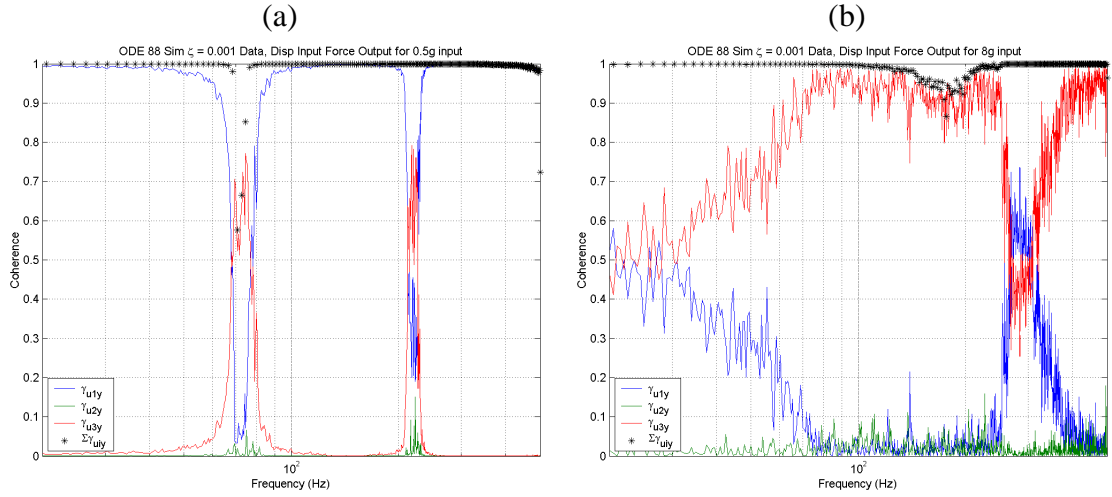 (a)
ODE 88 Sim ζ = 0.001 Data, Disp Input Force Output for 0.5g input
1
0.9
0.8
0.7
0.6
0.5
0.4
0.3
0.2
0.1
0
Coherence
γu1y
γu2y
γu3y
Σγuiy
10^2
Frequency (Hz)
(b)
ODE 88 Sim ζ = 0.001 Data, Disp Input Force Output for 8g input
1
0.9
0.8
0.7
0.6
0.5
0.4
0.3
0.2
0.1
0
Coherence
γu1y
γu2y
γu3y
Σγuiy
10^2
Frequency (Hz)